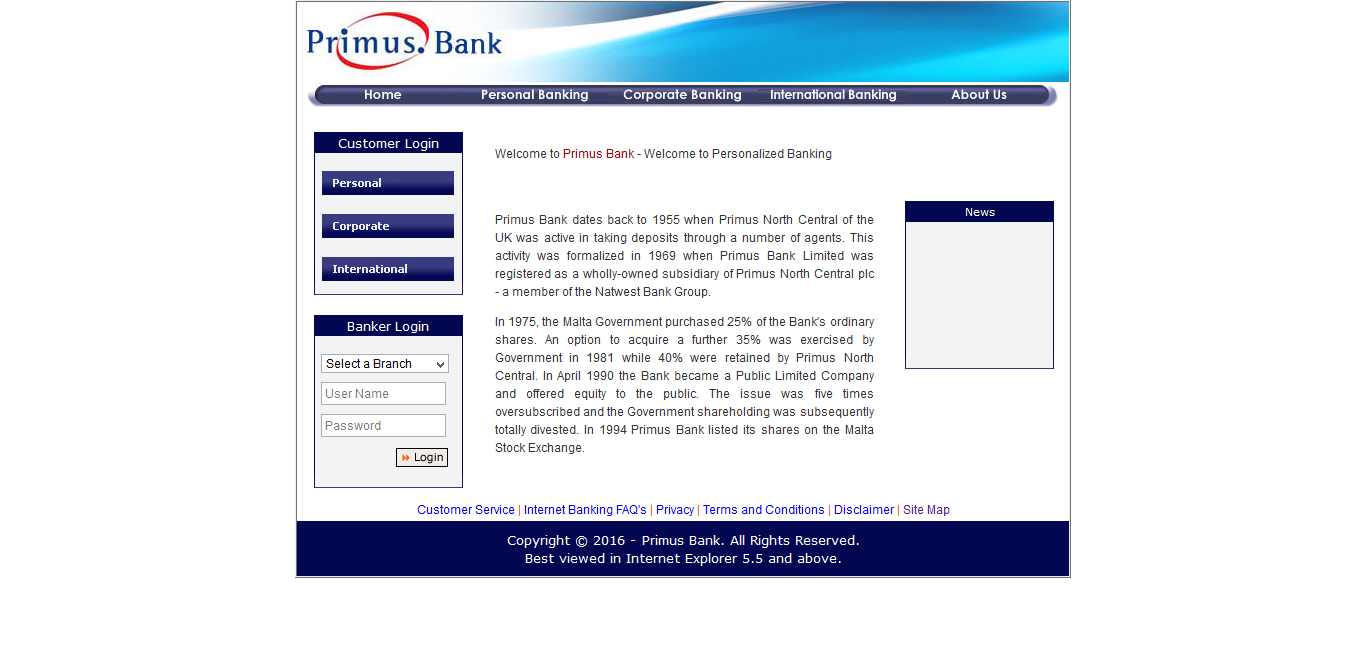 Primus. Bank
Home Personal Banking Corporate Banking International Banking About Us
Customer Login
Personal
Corporate
International
Banker Login
Select a Branch
User Name
Password
Login
Welcome to Primus Bank - Welcome to Personalized Banking
Primus Bank dates back to 1955 when Primus North Central of the
UK was active in taking deposits through a number of agents. This
activity was formalized in 1969 when Primus Bank Limited was
registered as a wholly-owned subsidiary of Primus North Central plc
- a member of the Natwest Bank Group.
In 1975, the Malta Government purchased 25% of the Bank's ordinary
shares. An option to acquire a further 35% was exercised by
Government in 1981 while 40% were retained by Primus North
Central. In April 1990 the Bank became a Public Limited Company
and offered equity to the public. The issue was five times
oversubscribed and the Government shareholding was subsequently
totally divested. In 1994 Primus Bank listed its shares on the Malta
Stock Exchange.
News
Customer Service | Internet Banking FAQ's | Privacy | Terms and Conditions | Disclaimer | Site Map
Copyright © 2016 - Primus Bank. All Rights Reserved.
Best viewed in Internet Explorer 5.5 and above.